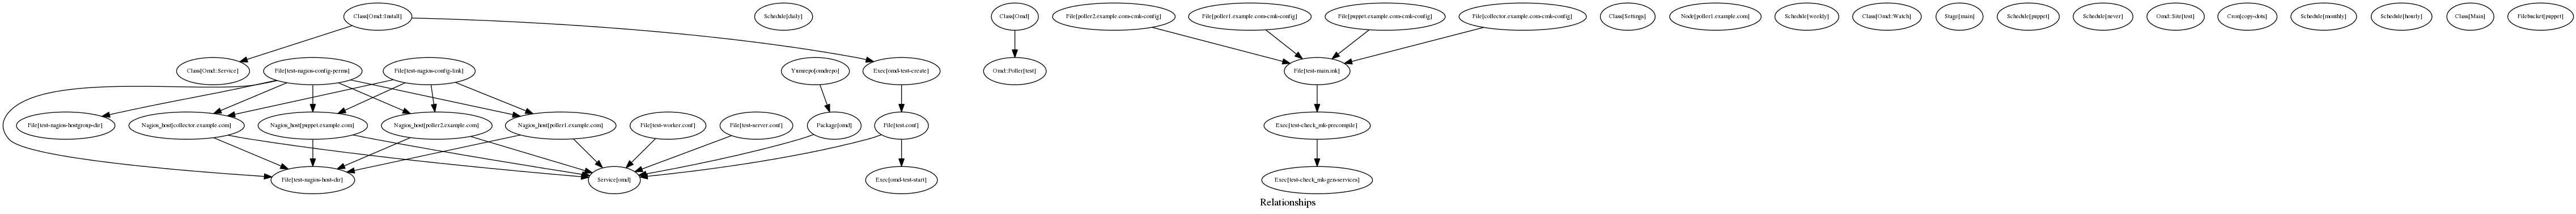 Class[Omd::Install]
Schedule[daily]
Class[Omd]
File[poller2.example.com-cmk-config]
File[poller1.example.com-cmk-config]
File[puppet.example.com-cmk-config]
File[collector.example.com-cmk-config]
Class[Settings]
Node[poller1.example.com]
Schedule[weekly]
Class[Omd::Watch]
Stage[main]
Schedule[puppet]
Schedule[never]
Omd::Site[test]
Cron[copy-dots]
Schedule[monthly]
Schedule[hourly]
Class[Main]
Filebucket[puppet]
Class[Omd::Service]
File[test-nagios-config-perms]
File[test-nagios-config-link]
Yumrepo[omdrepo]
Exec[omd-test-create]
Omd::Poller[test]
File[test-main.mk]
File[test-nagios-hostgroup-dir]
Nagios_host[collector.example.com]
Nagios_host[puppet.example.com]
Nagios_host[poller2.example.com]
Nagios_host[poller1.example.com]
File[test-worker.conf]
File[test-server.conf]
Package[omd]
File[test.conf]
Exec[test-check_mk-precompile]
File[test-nagios-host-dir]
Service[omd]
Exec[omd-test-start]
Exec[test-check_mk-gen-services]
Relationships